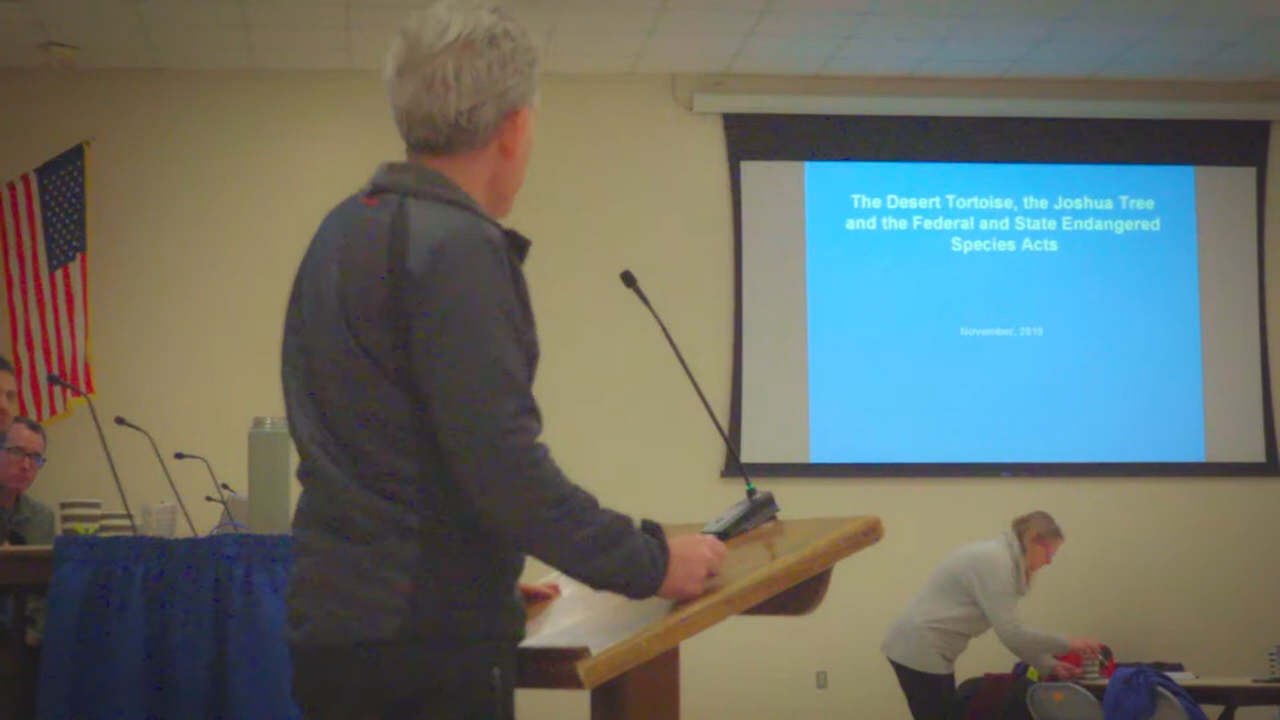 The Desert Tortoise, the Joshua Tree
and the Federal and State Endangered
Species Acts
November, 2019